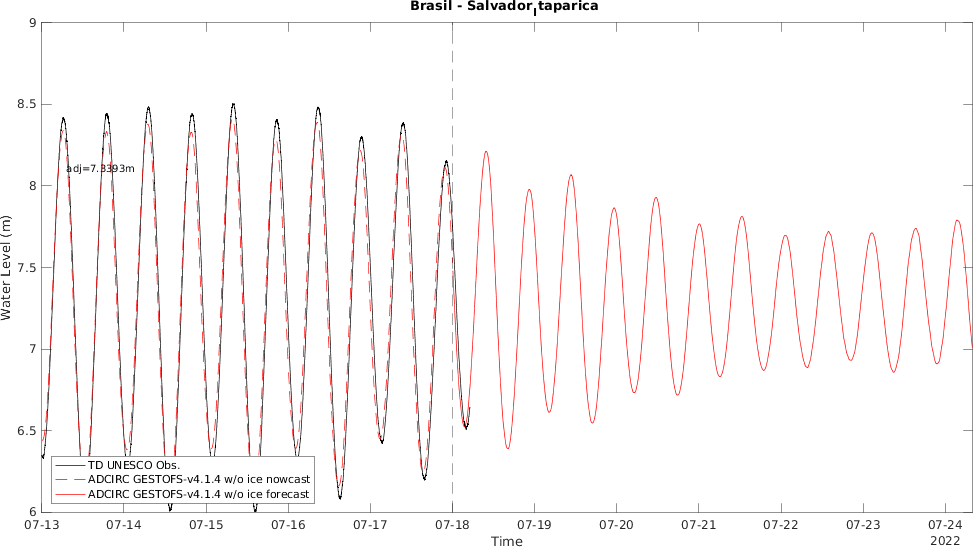 Brasil - Salvador Itaparica
Water Level (m)
9
8.5
8
7.5
7
6.5
6
adj=7.3393m
TD UNESCO Obs.
ADCIRC GESTOFS-v4.1.4 w/o ice nowcast
ADCIRC GESTOFS-v4.1.4 w/o ice forecast
07-13 07-14 07-15 07-16 07-17 07-18 07-19 07-20 07-21 07-22 07-23 07-24
2022
Time